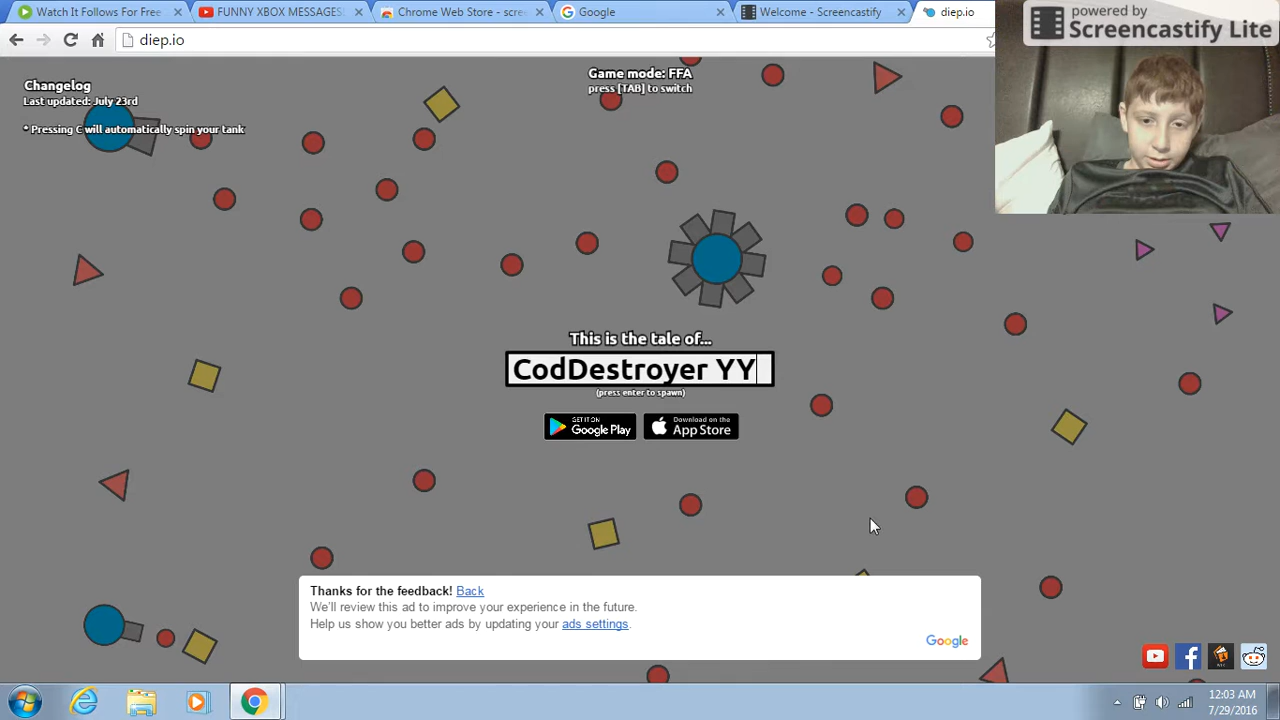 Watch It Follows For Free
FUNNY XBOX MESSAGES
Chrome Web Store - scre
Google
Welcome - Screencastify
diep.io
powered by
Screencastify Lite
diep.io
Changelog
Last updated: July 23rd
* Pressing C will automatically spin your tank
Game mode: FFA
press [TAB] to switch
This is the tale of...
CodDestroyer YY
(press enter to spawn)
GET IT ON
Google Play
Download on the
App Store
Thanks for the feedback! Back
We'll review this ad to improve your experience in the future.
Help us show you better ads by updating your ads settings.
Google
12:03 AM
7/29/2016